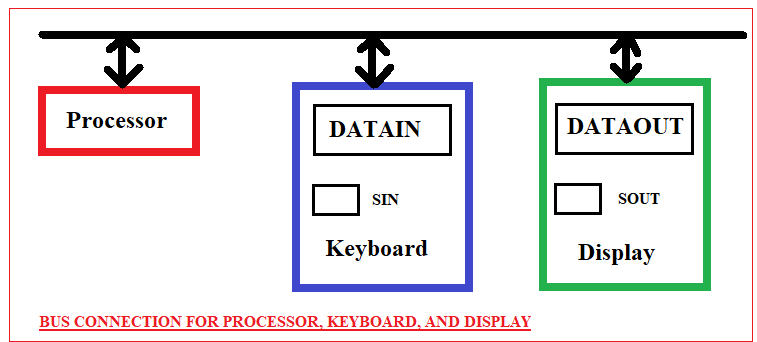 Processor
DATAIN
SIN
Keyboard
DATAOUT
SOUT
Display
BUS CONNECTION FOR PROCESSOR, KEYBOARD, AND DISPLAY